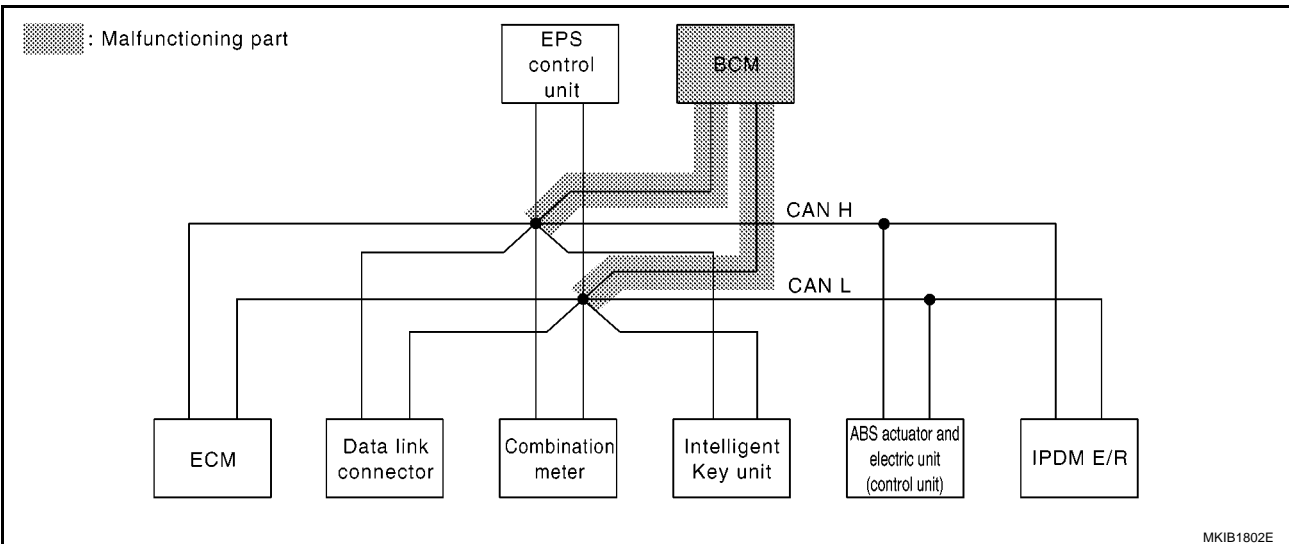 : Malfunctioning part
EPS
control
unit
BCM
CAN H
CAN L
ECM
Data link
connector
Combination
meter
Intelligent
Key unit
ABS actuator and
electric unit
(control unit)
IPDM E/R
MKIB1802E